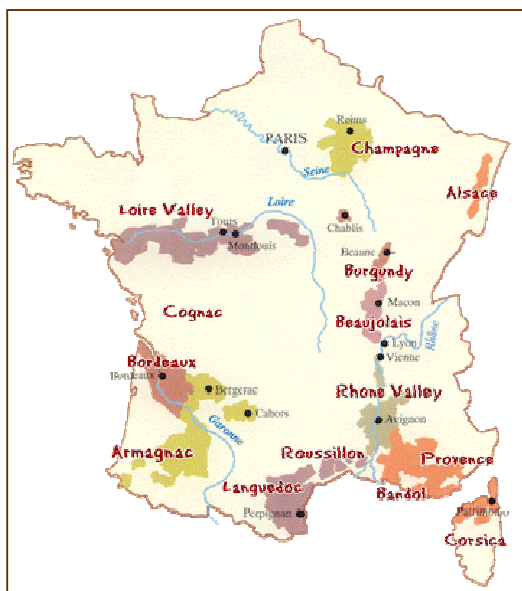 Reims
PARIS
Champagne
Seine
Alsace
Loire Valley
Loire
Tours
Montlouis
Chablis
Beaune
Burgundy
Cognac
Macon
Beaujolais
Lyon
Rhône
Vienne
Bordeaux
Bordeaux
Bergerac
Rhône Valley
Cahors
Avignon
Garonne
Armagnac
Roussillon
Provence
Languedoc
Bandol
Perpignan
Patrimonio
Corsica